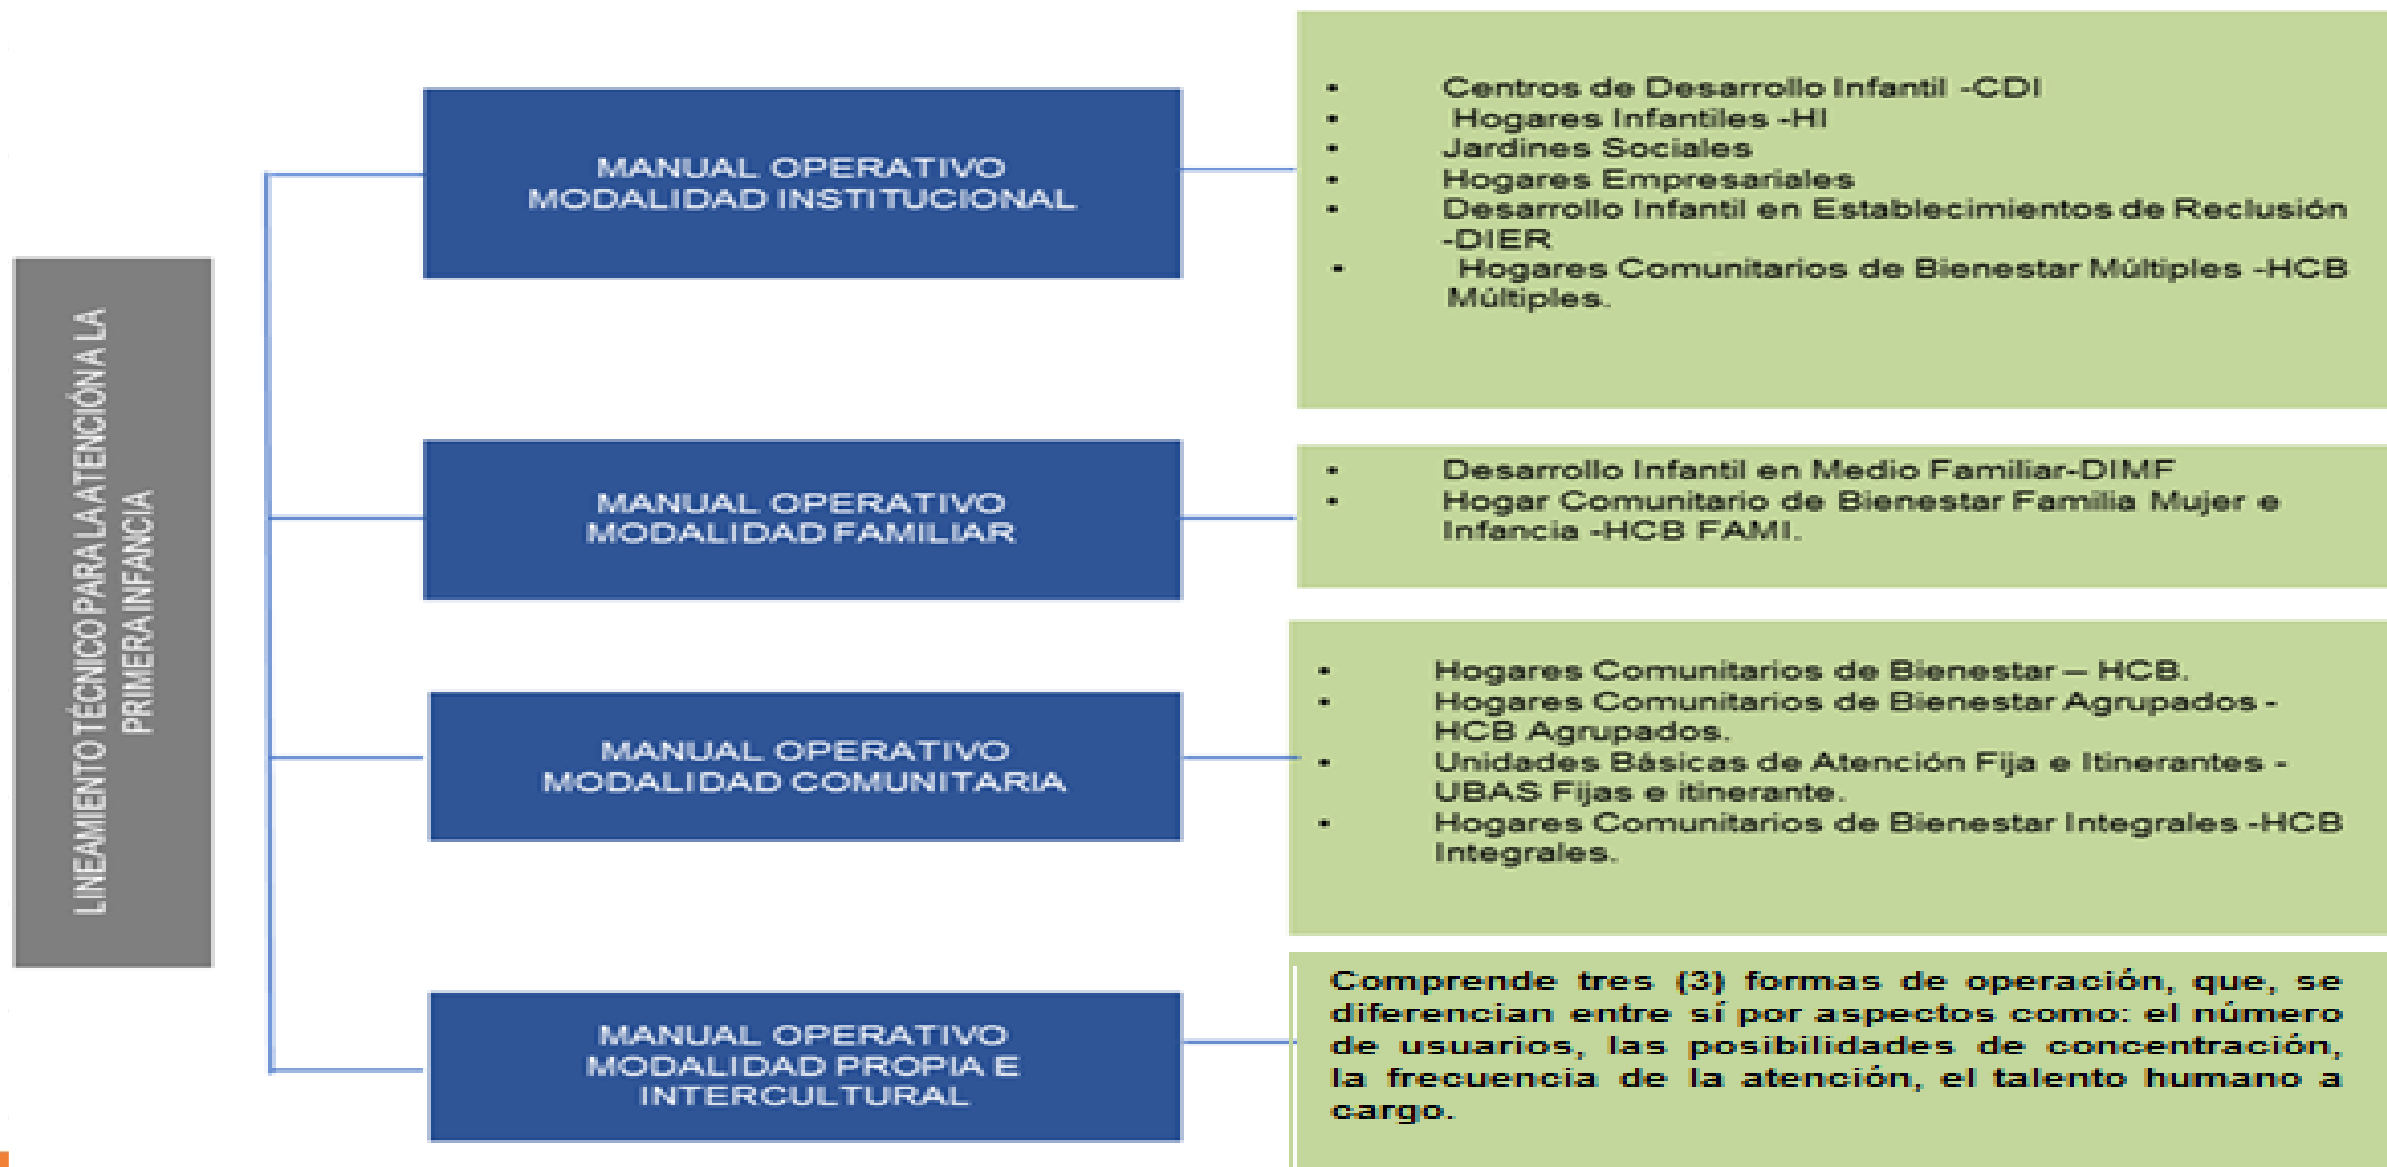 LINEAMIENTO TÉCNICO PARA LA ATENCIÓN A LA
PRIMERA INFANCIA
MANUAL OPERATIVO
MODALIDAD INSTITUCIONAL
• Centros de Desarrollo Infantil -CDI
• Hogares Infantiles -HI
• Jardines Sociales
• Hogares Empresariales
• Desarrollo Infantil en Establecimientos de Reclusión
-DIER
• Hogares Comunitarios de Bienestar Múltiples -HCB
Múltiples.
MANUAL OPERATIVO
MODALIDAD FAMILIAR
• Desarrollo Infantil en Medio Familiar-DIMF
• Hogar Comunitario de Bienestar Familia Mujer e
Infancia -HCB FAMI.
MANUAL OPERATIVO
MODALIDAD COMUNITARIA
• Hogares Comunitarios de Bienestar – HCB.
• Hogares Comunitarios de Bienestar Agrupados -
HCB Agrupados.
• Unidades Básicas de Atención Fija e Itinerantes -
UBAS Fijas e itinerante.
• Hogares Comunitarios de Bienestar Integrales -HCB
Integrales.
MANUAL OPERATIVO
MODALIDAD PROPIA E
INTERCULTURAL
Comprende tres (3) formas de operación, que, se
diferencian entre sí por aspectos como: el número
de usuarios, las posibilidades de concentración,
la frecuencia de la atención, el talento humano a
cargo.